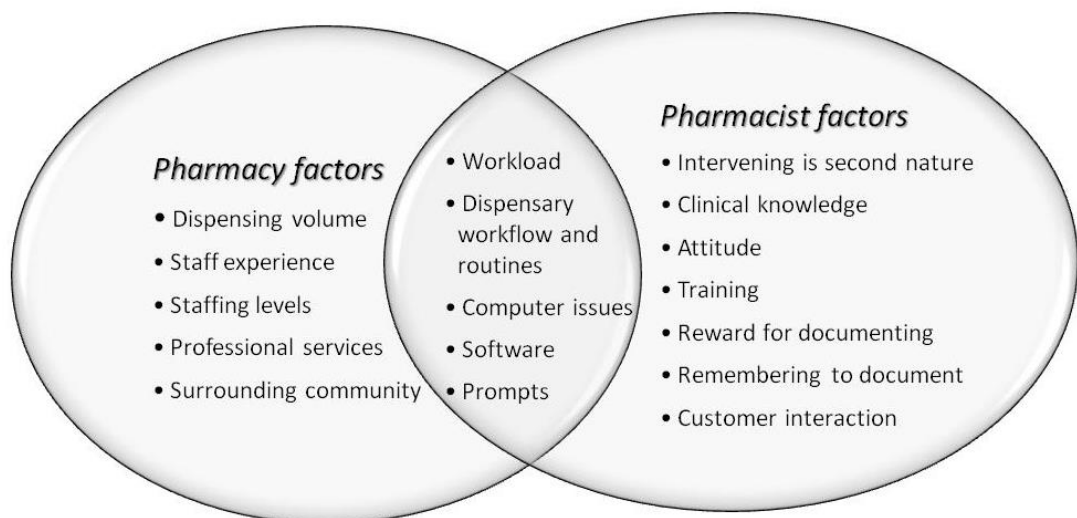 Pharmacy factors
• Dispensing volume
• Staff experience
• Staffing levels
• Professional services
• Surrounding community
• Workload
• Dispensary
workflow and
routines
• Computer issues
• Software
• Prompts
Pharmacist factors
• Intervening is second nature
• Clinical knowledge
• Attitude
• Training
• Reward for documenting
• Remembering to document
• Customer interaction